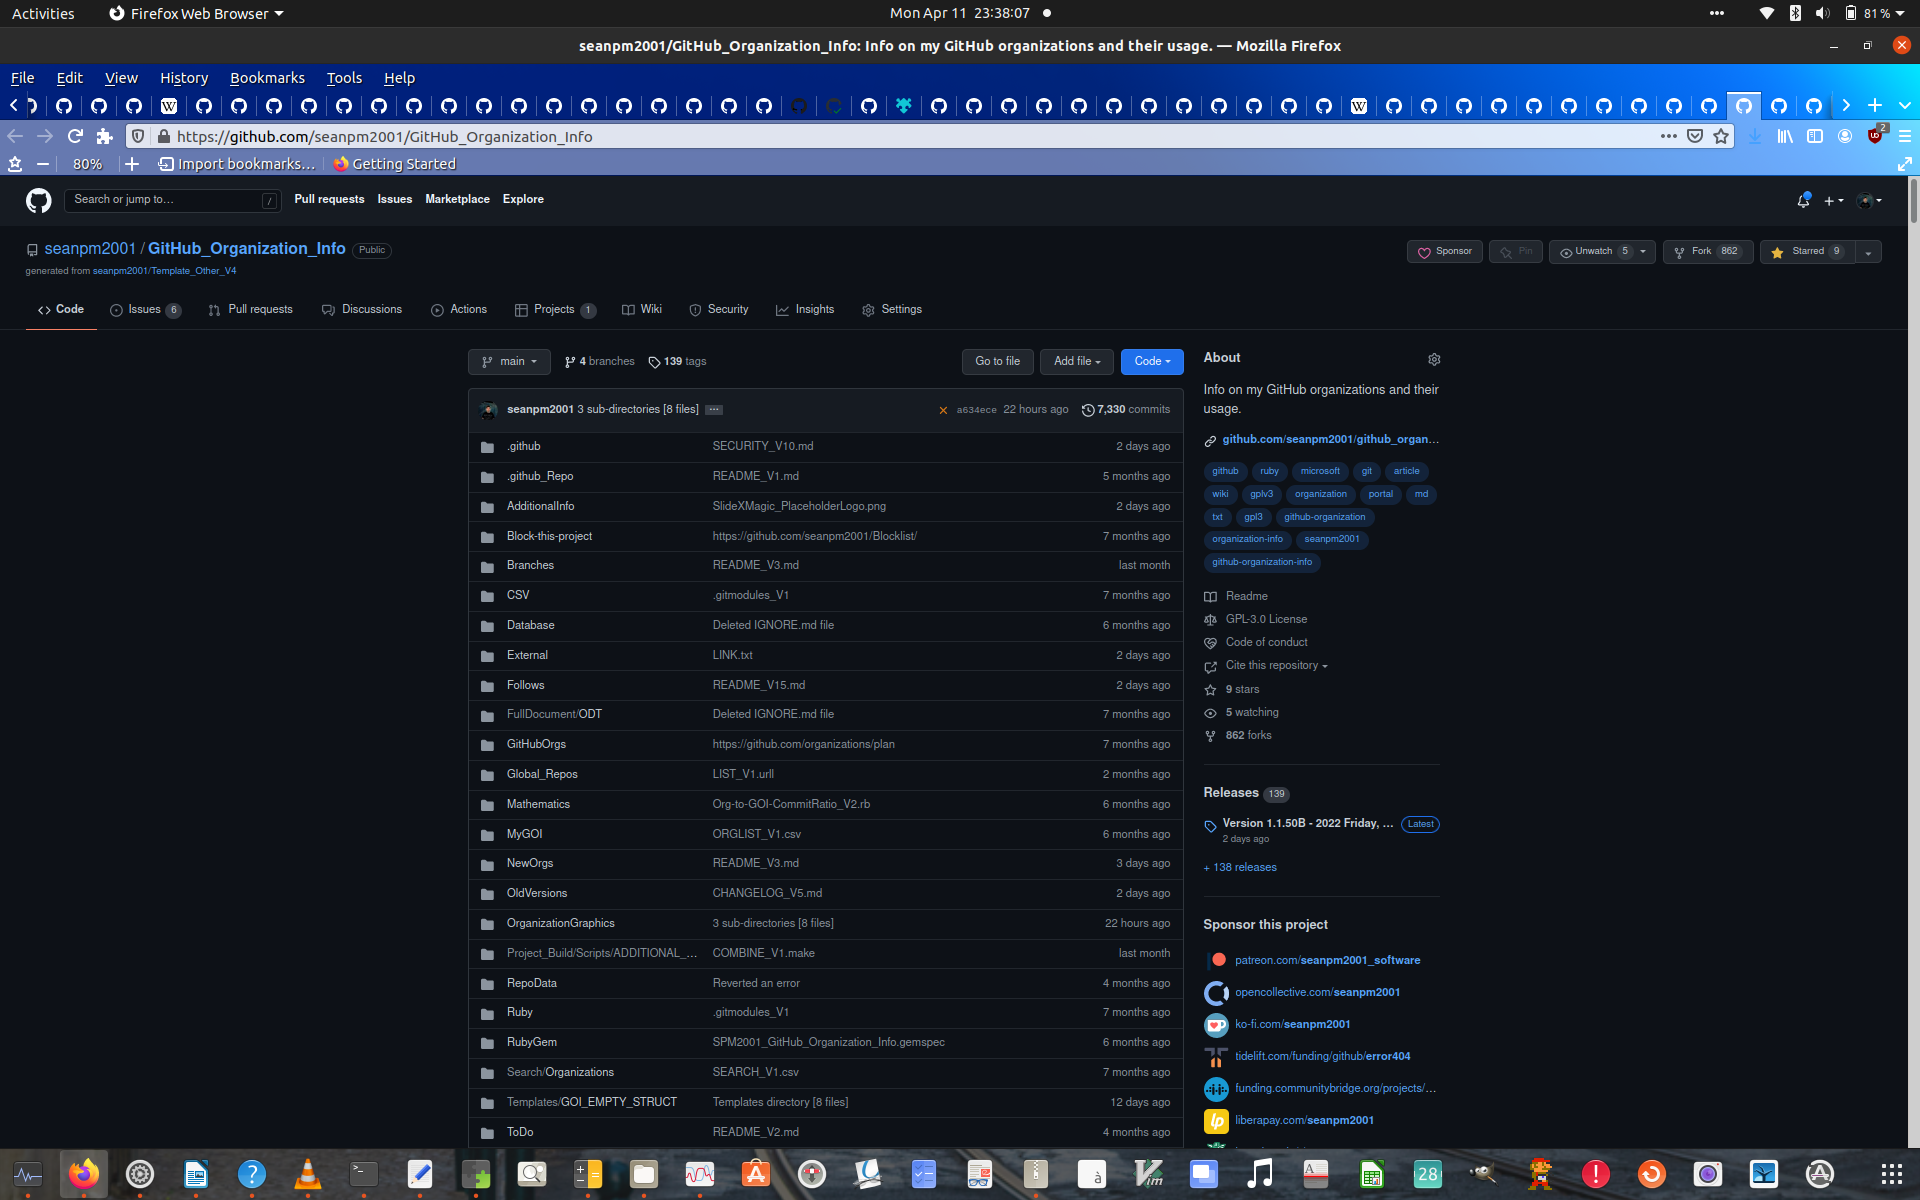 Activities Firefox Web Browser Mon Apr 11 23:38:07 81 %
seanpm2001/GitHub_Organization_Info: Info on my GitHub organizations and their usage. — Mozilla Firefox
File Edit View History Bookmarks Tools Help
https://github.com/seanpm2001/GitHub_Organization_Info 2
80% Import bookmarks... Getting Started
Search or jump to... / Pull requests Issues Marketplace Explore
seanpm2001 / GitHub_Organization_Info Public Sponsor Pin Unwatch 5 Fork 862 Starred 9
generated from seanpm2001/Template_Other_V4
Code Issues 6 Pull requests Discussions Actions Projects 1 Wiki Security Insights Settings
main 4 branches 139 tags Go to file Add file Code
seanpm2001 3 sub-directories [8 files] ... a634ece 22 hours ago 7,330 commits
.github SECURITY_V10.md 2 days ago
.github_Repo README_V1.md 5 months ago
AdditionalInfo SlideXMagic_PlaceholderLogo.png 2 days ago
Block-this-project https://github.com/seanpm2001/Blocklist/ 7 months ago
Branches README_V3.md last month
CSV .gitmodules_V1 7 months ago
Database Deleted IGNORE.md file 6 months ago
External LINK.txt 2 days ago
Follows README_V15.md 2 days ago
FullDocument/ODT Deleted IGNORE.md file 7 months ago
GitHubOrgs https://github.com/organizations/plan 7 months ago
Global_Repos LIST_V1.urll 2 months ago
Mathematics Org-to-GOI-CommitRatio_V2.rb 6 months ago
MyGOI ORGLIST_V1.csv 6 months ago
NewOrgs README_V3.md 3 days ago
OldVersions CHANGELOG_V5.md 2 days ago
OrganizationGraphics 3 sub-directories [8 files] 22 hours ago
Project_Build/Scripts/ADDITIONAL_... COMBINE_V1.make last month
RepoData Reverted an error 4 months ago
Ruby .gitmodules_V1 7 months ago
RubyGem SPM2001_GitHub_Organization_Info.gemspec 6 months ago
Search/Organizations SEARCH_V1.csv 7 months ago
Templates/GOI_EMPTY_STRUCT Templates directory [8 files] 12 days ago
ToDo README_V2.md 4 months ago
About
Info on my GitHub organizations and their
usage.
github.com/seanpm2001/github_organ...
github ruby microsoft git article
wiki gplv3 organization portal md
txt gpl3 github-organization
organization-info seanpm2001
github-organization-info
Readme
GPL-3.0 License
Code of conduct
Cite this repository
9 stars
5 watching
862 forks
Releases 139
Version 1.1.50B - 2022 Friday, ... Latest
2 days ago
+ 138 releases
Sponsor this project
patreon.com/seanpm2001_software
opencollective.com/seanpm2001
ko-fi.com/seanpm2001
tidelift.com/funding/github/error404
funding.communitybridge.org/projects/...
lp liberapay.com/seanpm2001
28